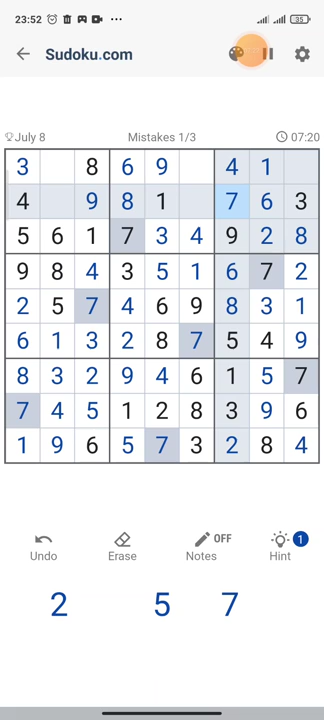 23:52 35
Sudoku.com
July 8 Mistakes 1/3 07:20
3 8 6 9 4 1
4 9 8 1 7 6 3
5 6 1 7 3 4 9 2 8
9 8 4 3 5 1 6 7 2
2 5 7 4 6 9 8 3 1
6 1 3 2 8 7 5 4 9
8 3 2 9 4 6 1 5 7
7 4 5 1 2 8 3 9 6
1 9 6 5 7 3 2 8 4
OFF 1
Undo Erase Notes Hint
2 5 7